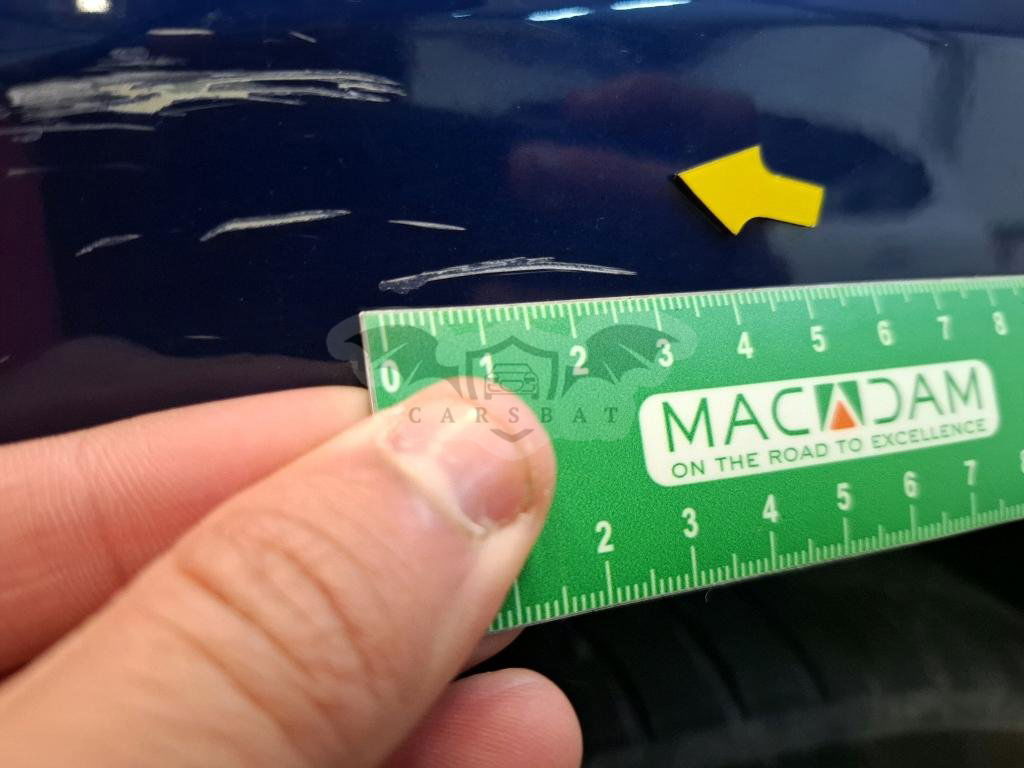 0 1 2 3 4 5 6 7 8
MACADAM
ON THE ROAD TO EXCELLENCE
CARSBAT
2 3 4 5 6 7